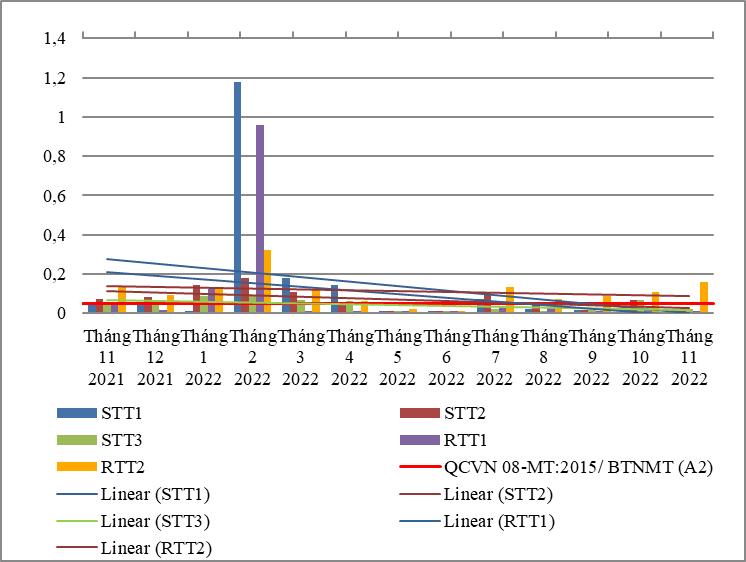 1,4
1,2
1
0,8
0,6
0,4
0,2
0
Tháng Tháng Tháng Tháng Tháng Tháng Tháng Tháng Tháng Tháng Tháng Tháng Tháng
11 12 1 2 3 4 5 6 7 8 9 10 11
2021 2021 2022 2022 2022 2022 2022 2022 2022 2022 2022 2022 2022
STT1 STT2
STT3 RTT1
RTT2 QCVN 08-MT:2015/ BTNMT (A2)
Linear (STT1) Linear (STT2)
Linear (STT3) Linear (RTT1)
Linear (RTT2)